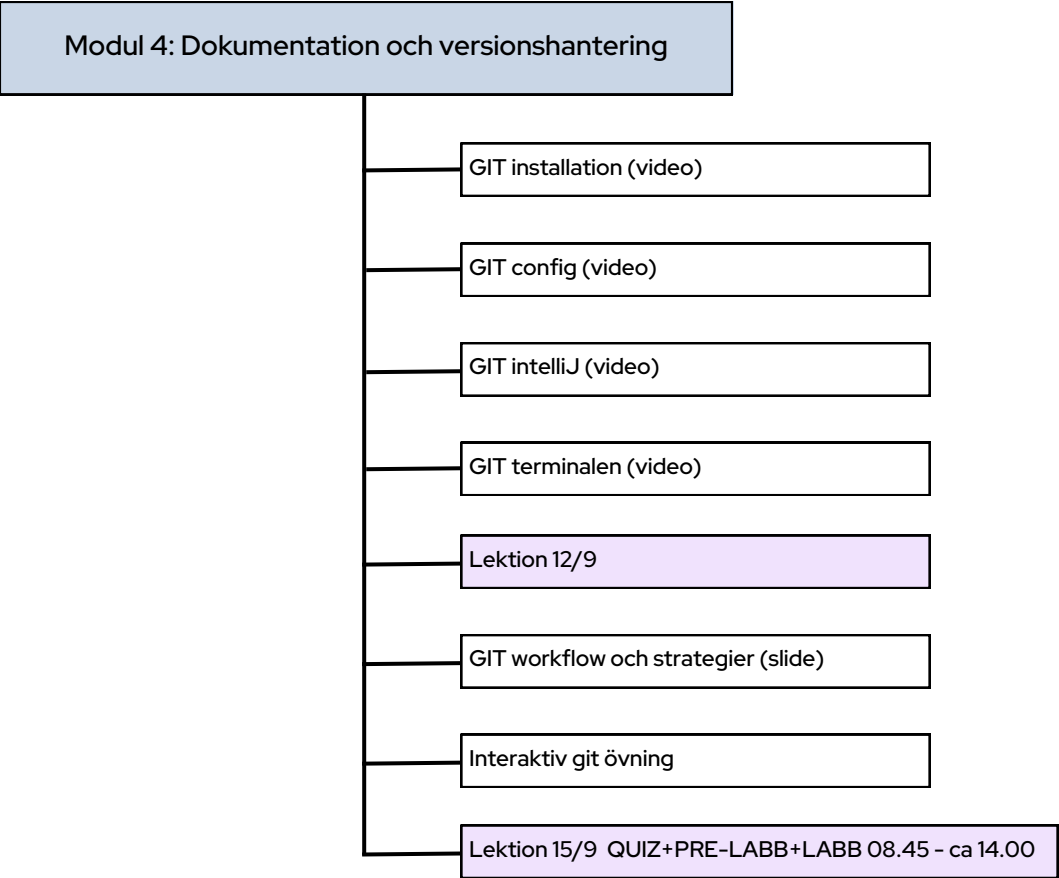 Modul 4: Dokumentation och versionshantering
GIT installation (video)
GIT config (video)
GIT intelliJ (video)
GIT terminalen (video)
Lektion 12/9
GIT workflow och strategier (slide)
Interaktiv git övning
Lektion 15/9  QUIZ+PRE-LABB+LABB 08.45 - ca 14.00